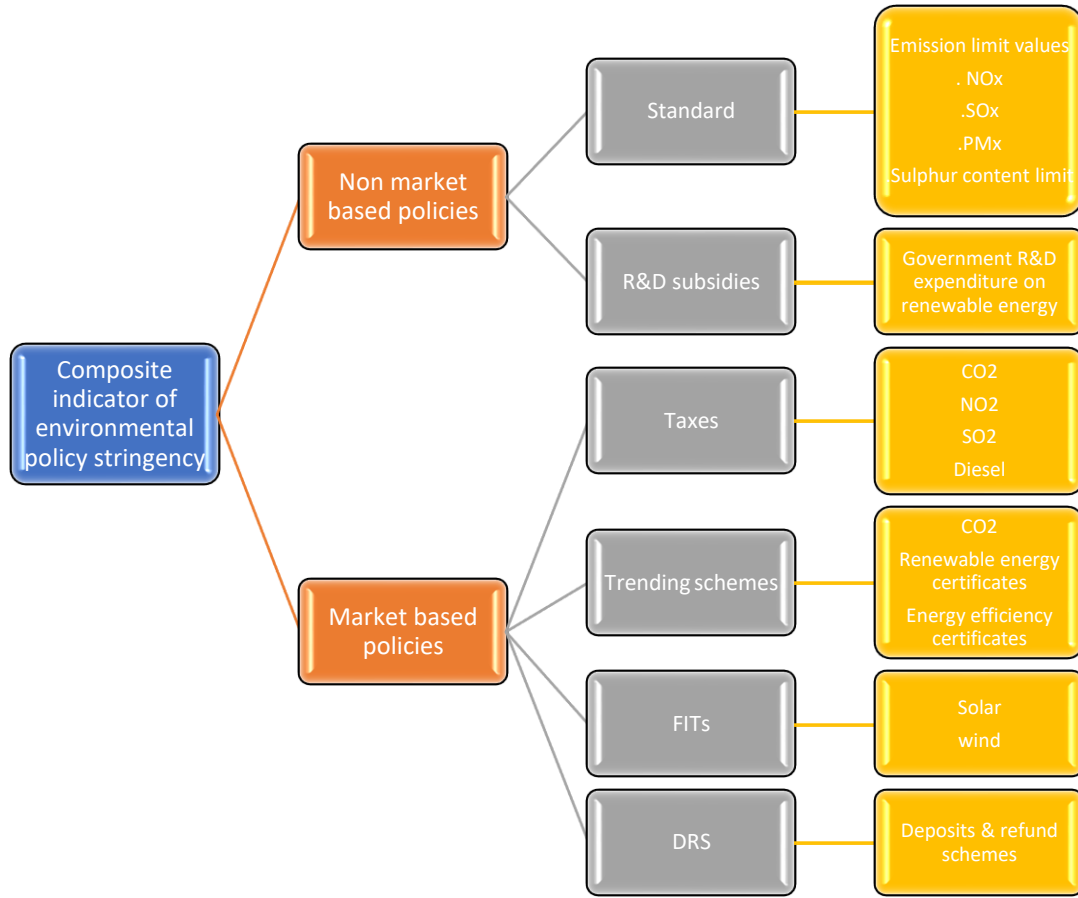 Composite
indicator of
environmental
policy stringency
Non market
based policies
Standard
Emission limit values
. NOx
.SOx
.PMx
.Sulphur content limit
R&D subsidies
Government R&D
expenditure on
renewable energy
Market based
policies
Taxes
CO2
NO2
SO2
Diesel
Trending schemes
CO2
Renewable energy
certificates
Energy efficiency
certificates
FITs
Solar
wind
DRS
Deposits & refund
schemes